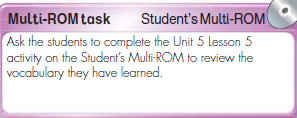 Multi-ROM task Student's Multi-ROM
Ask the students to complete the Unit 5 Lesson 5
activity on the Student's Multi-ROM to review the
vocabulary they have learned.